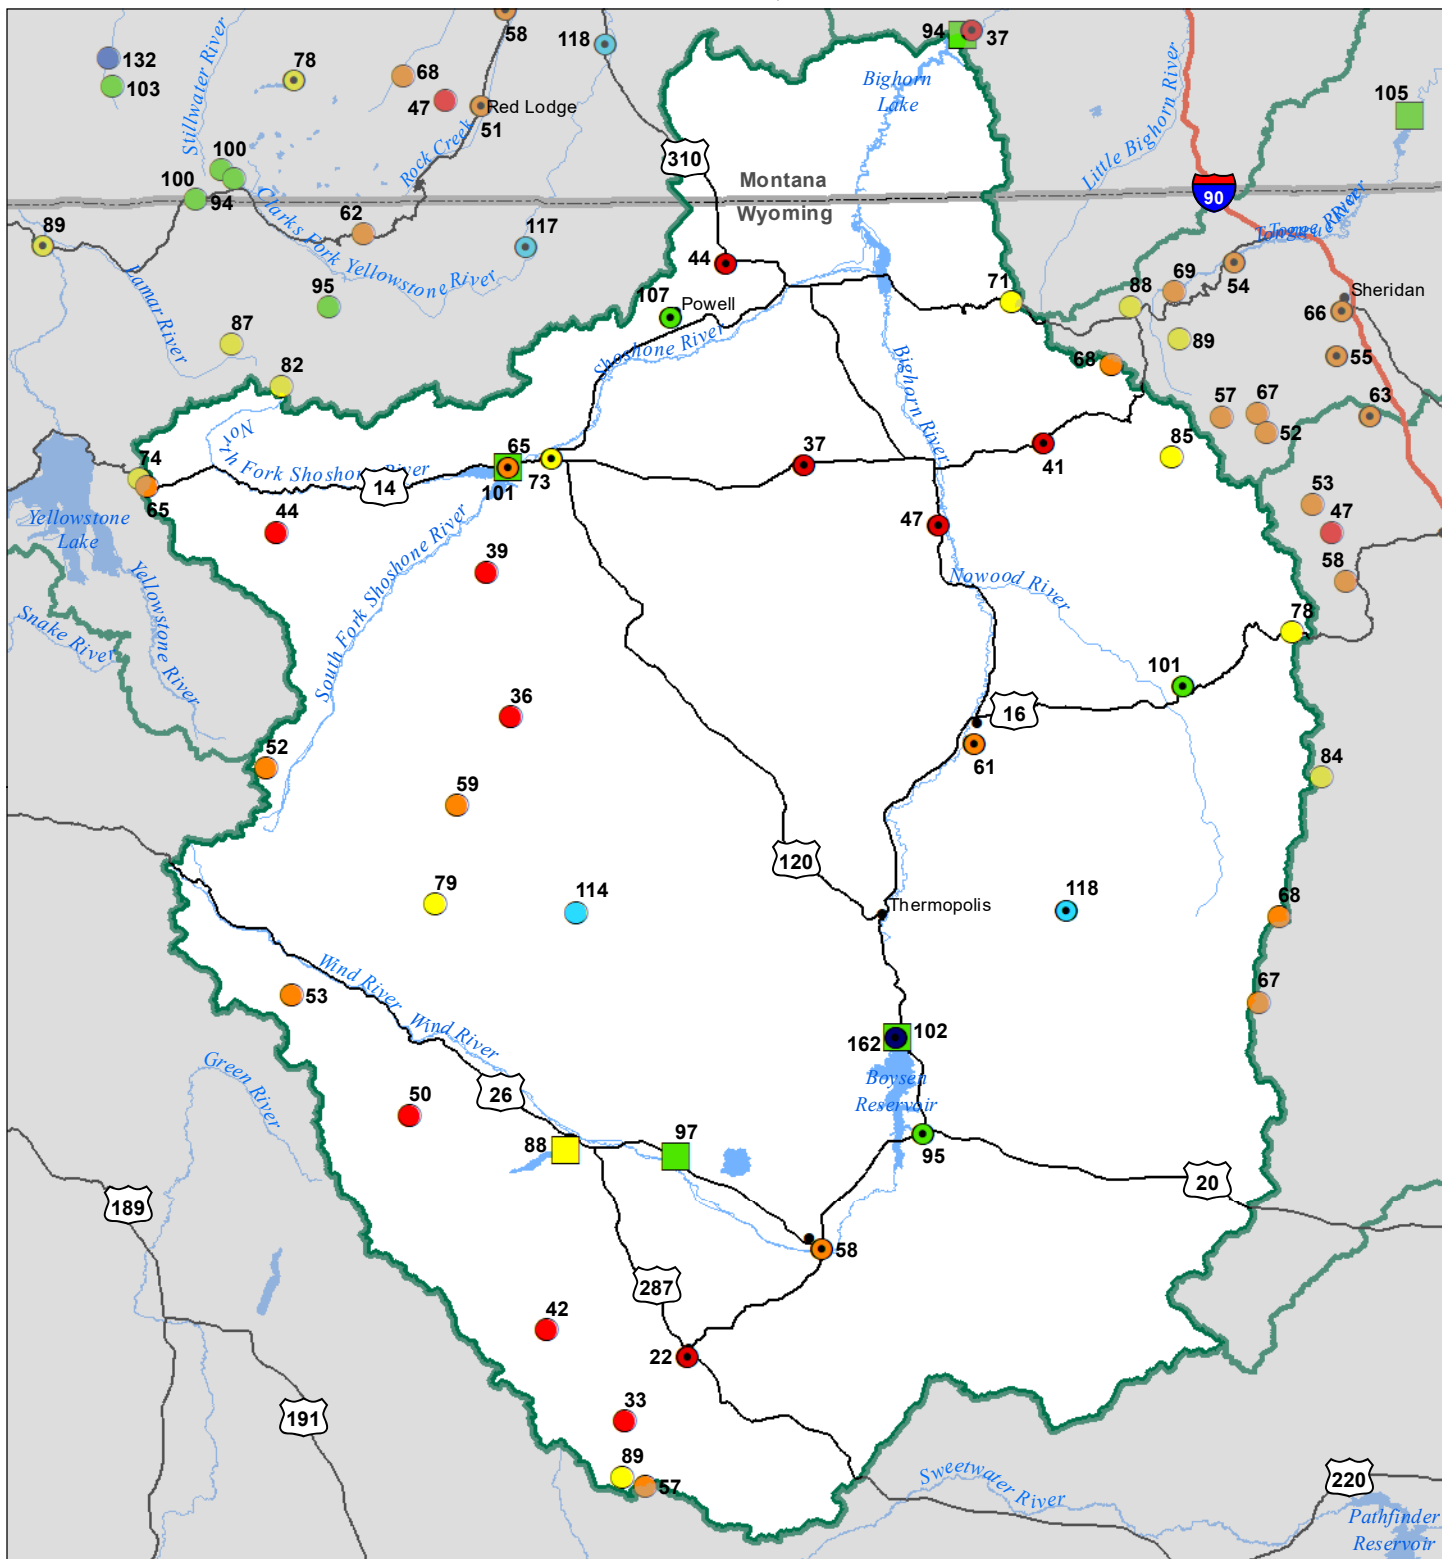 58
118
94
37
132
103
78
68
47
Red Lodge
51
Stillwater River
Bighorn
Lake
Little Bighorn River
105
100
100
94
Rock Creek
310
Montana
Wyoming
90
62
Clarks Fork Yellowstone River
117
89
Lamar River
95
44
107
Powell
Shoshone River
71
88
69
54
Tongue River
Sheridan
66
89
55
87
82
68
Bighorn River
57
67
52
63
North Fork Shoshone River
74
65
14
65
101
73
37
41
85
53
47
58
Yellowstone
Lake
44
39
47
South Fork Shoshone River
Yellowstone River
Snake River
Nowood River
78
101
36
16
52
61
59
84
120
79
114
Thermopolis
118
68
53
Wind River
Wind River
67
162
102
Green River
Boysen
Reservoir
50
26
88
97
95
20
189
58
287
42
22
191
33
89
57
Sweetwater River
220
Pathfinder
Reservoir